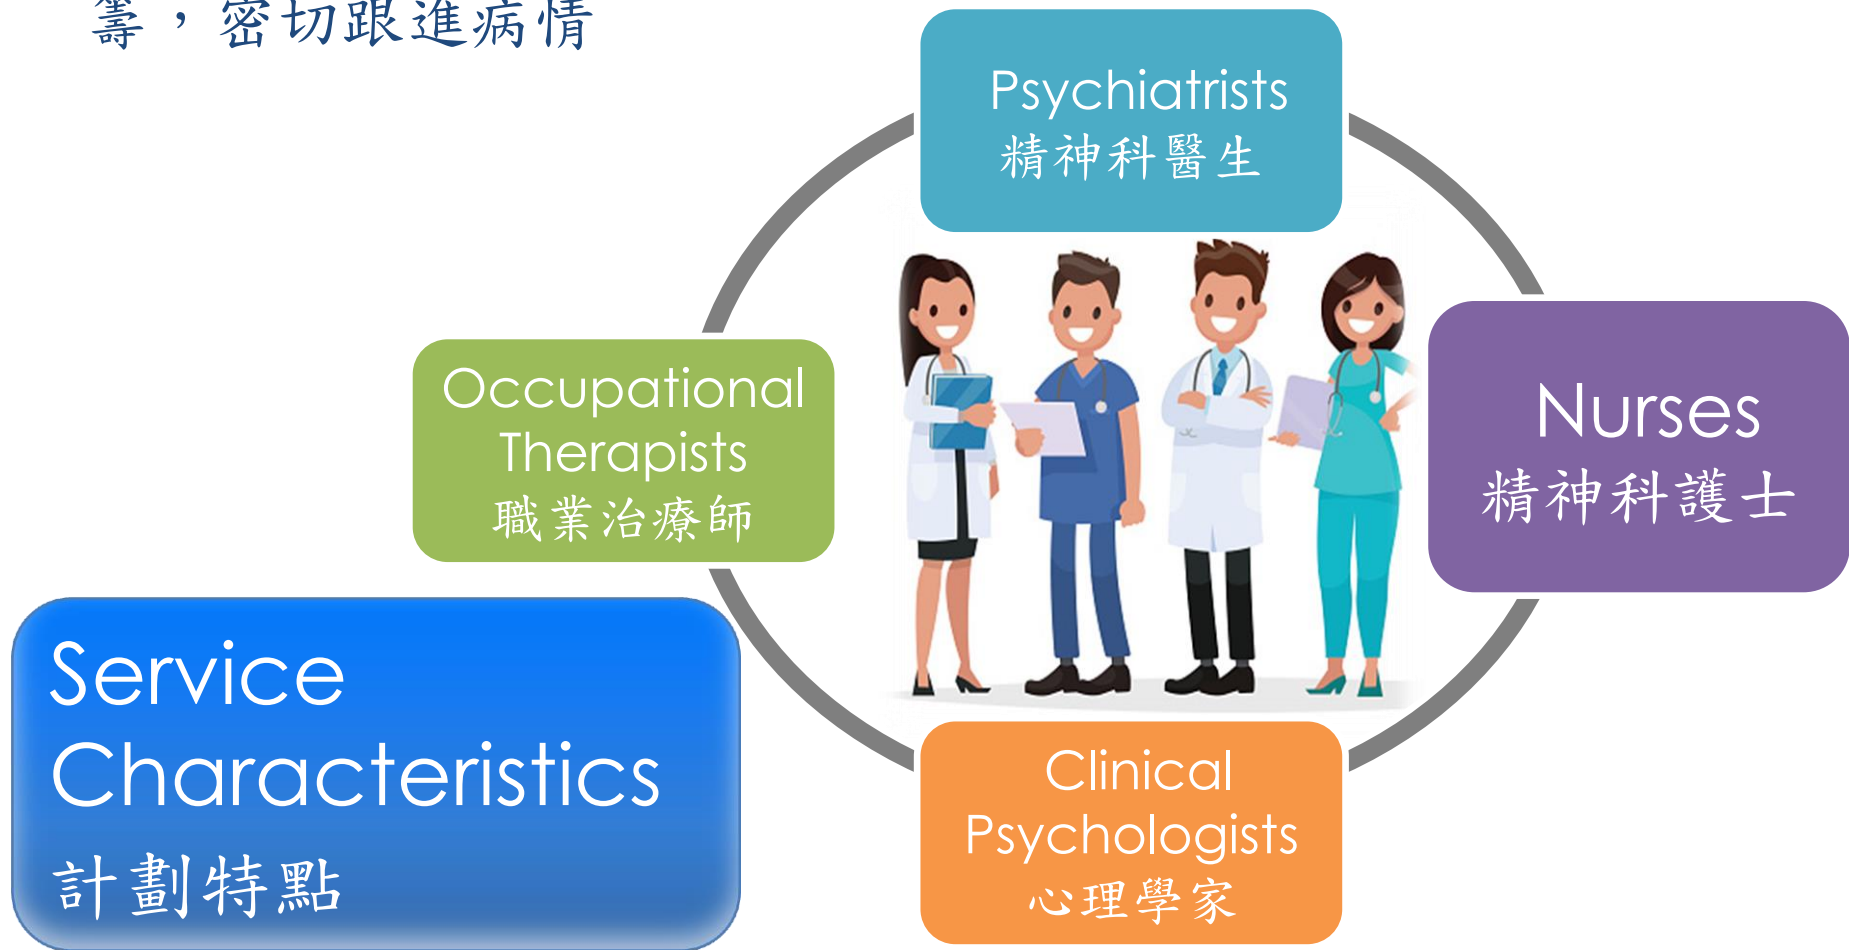 籌，密切跟進病情
Psychiatrists
精神科醫生
Occupational
Therapists
職業治療師
Nurses
精神科護士
Service
Characteristics
計劃特點
Clinical
Psychologists
心理學家